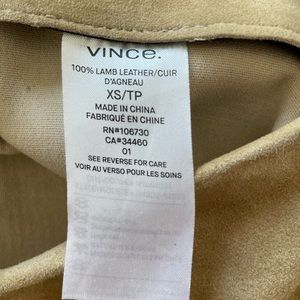 VINCE.
100% LAMB LEATHER/CUIR
D'AGNEAU
XS/TP
MADE IN CHINA
FABRIQUÉ EN CHINE
RN#106730
CA#34460
01
SEE REVERSE FOR CARE
VOIR AU VERSO POUR LES SOINS